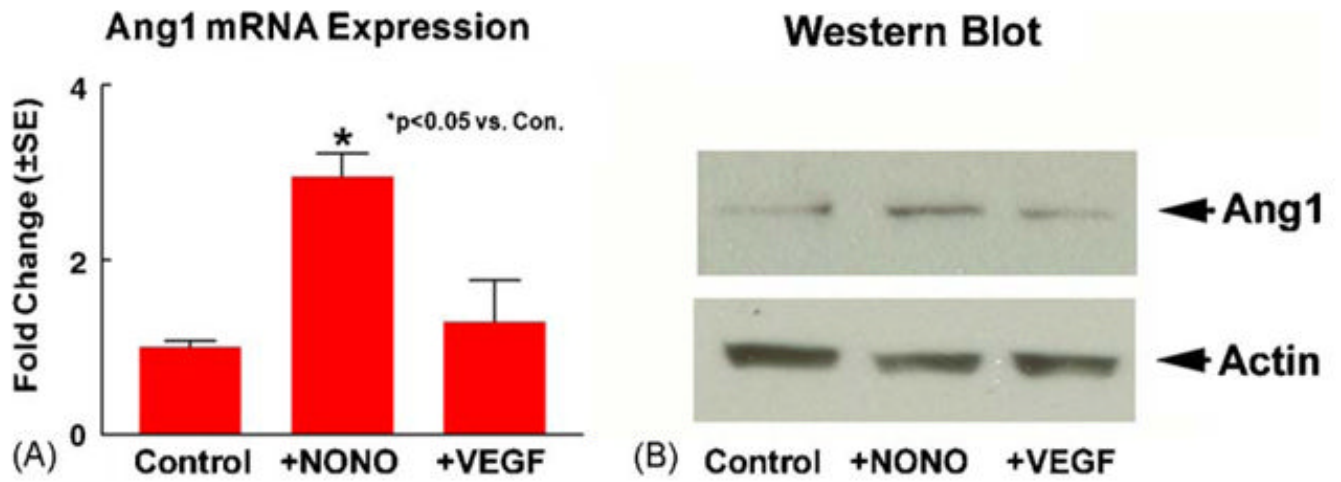 Ang1 mRNA Expression
Fold Change (±SE)
4
2
0
*p<0.05 vs. Con.
*
Control +NONO +VEGF
(A)
Western Blot
Ang1
Actin
(B) Control +NONO +VEGF